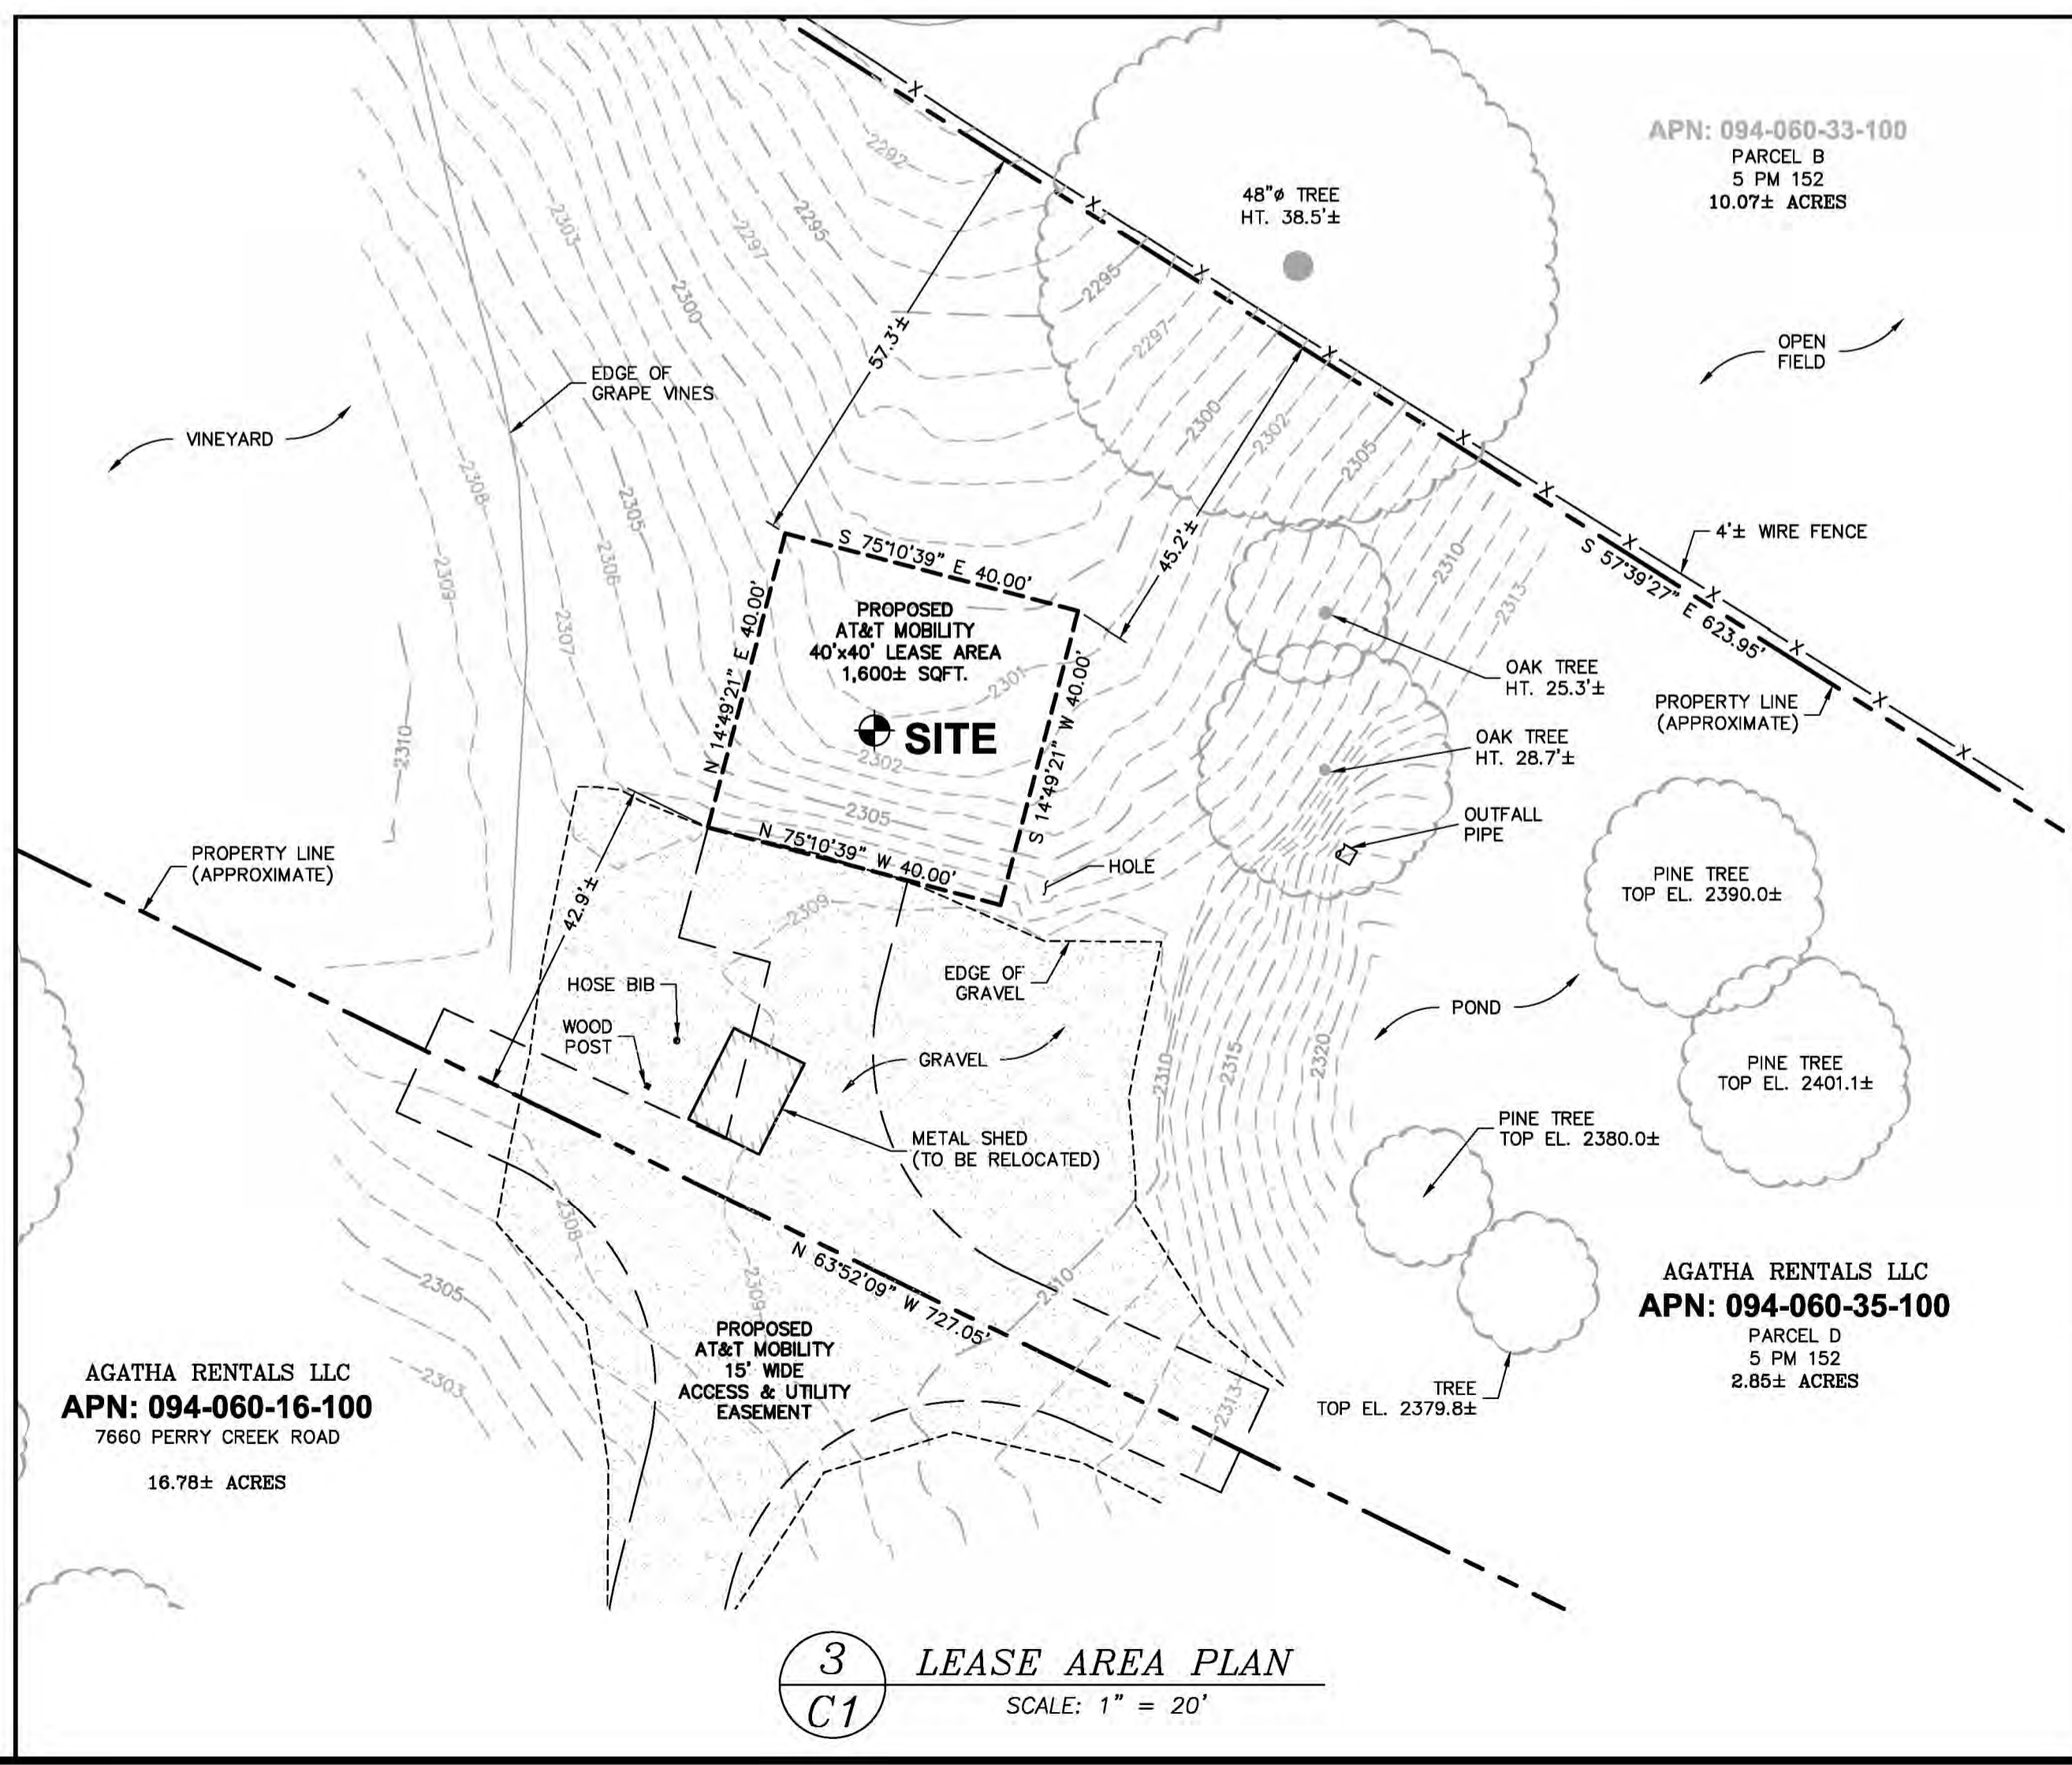 APN: 094-060-33-100
PARCEL B
5 PM 152
10.07± ACRES
48"ø TREE
HT. 38.5'±
OPEN
FIELD
2292
2295
2297
2303
2300
2295
2297
2300
2302
2305
57.3'±
EDGE OF
GRAPE VINES
VINEYARD
2308
2305
2306
2309
2307
2310
45.2'±
2310
2313
4'± WIRE FENCE
S 57°39'27" E 623.95'
S 75°10'39" E 40.00'
N 14°49'21" E 40.00'
PROPOSED
AT&T MOBILITY
40'x40' LEASE AREA
1,600± SQFT.
2301
SITE
2302
S 14°49'21" W 40.00'
2305
N 75°10'39" W 40.00'
OAK TREE
HT. 25.3'±
PROPERTY LINE
(APPROXIMATE)
OAK TREE
HT. 28.7'±
OUTFALL
PIPE
HOLE
PROPERTY LINE
(APPROXIMATE)
42.9'±
2309
PINE TREE
TOP EL. 2390.0±
EDGE OF
GRAVEL
HOSE BIB
WOOD
POST
GRAVEL
POND
2310
2315
2320
PINE TREE
TOP EL. 2401.1±
METAL SHED
(TO BE RELOCATED)
PINE TREE
TOP EL. 2380.0±
2308
2309
2310
N 63°52'09" W 727.05'
2305
2303
2313
PROPOSED
AT&T MOBILITY
15' WIDE
ACCESS & UTILITY
EASEMENT
AGATHA RENTALS LLC
APN: 094-060-35-100
PARCEL D
5 PM 152
2.85± ACRES
TREE
TOP EL. 2379.8±
AGATHA RENTALS LLC
APN: 094-060-16-100
7660 PERRY CREEK ROAD
16.78± ACRES
3
C1
LEASE AREA PLAN
SCALE: 1" = 20'